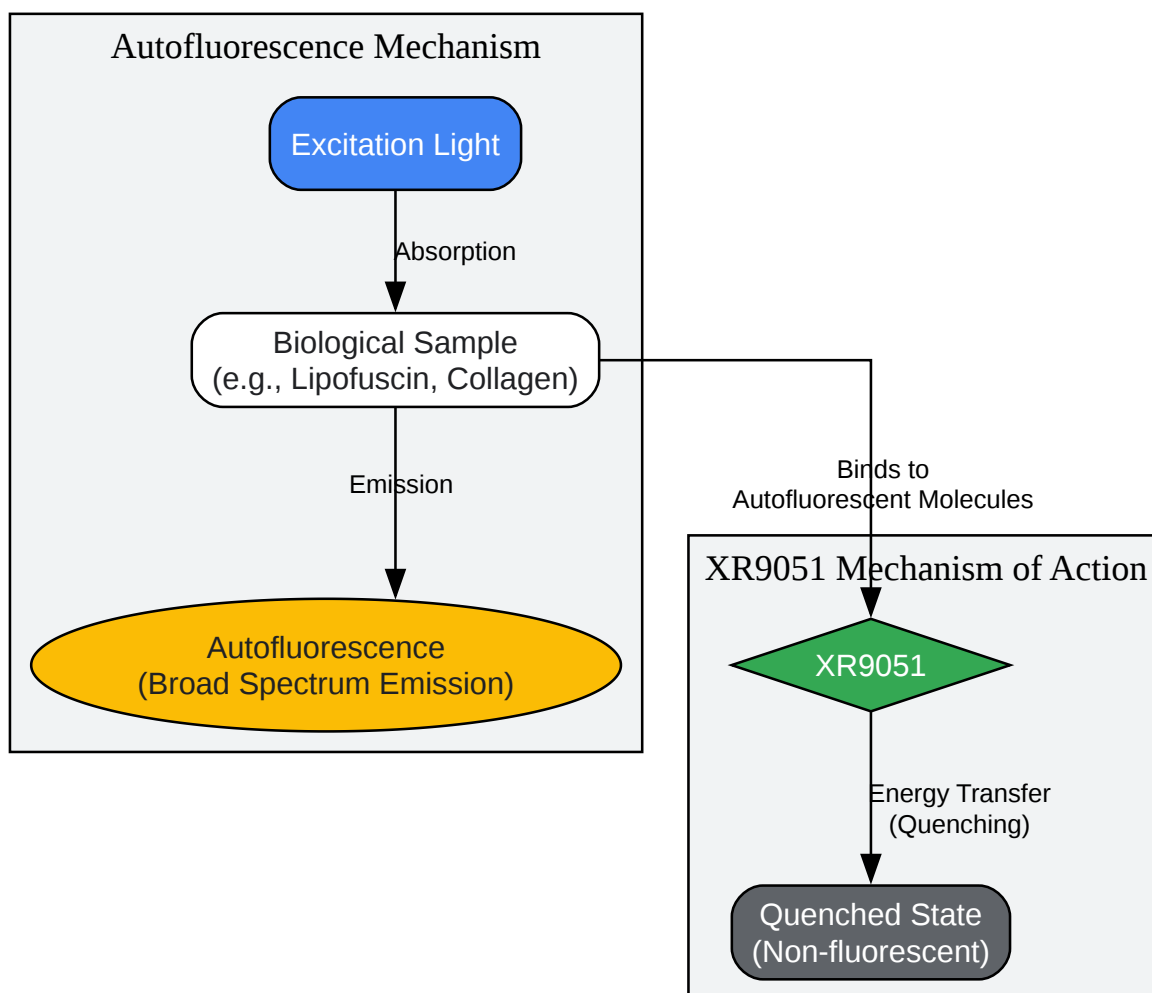 Autofluorescence Mechanism
Excitation Light
Absorption
Biological Sample
(e.g., Lipofuscin, Collagen)
Emission
Autofluorescence
(Broad Spectrum Emission)
Binds to
Autofluorescent Molecules
XR9051 Mechanism of Action
XR9051
Energy Transfer
(Quenching)
Quenched State
(Non-fluorescent)